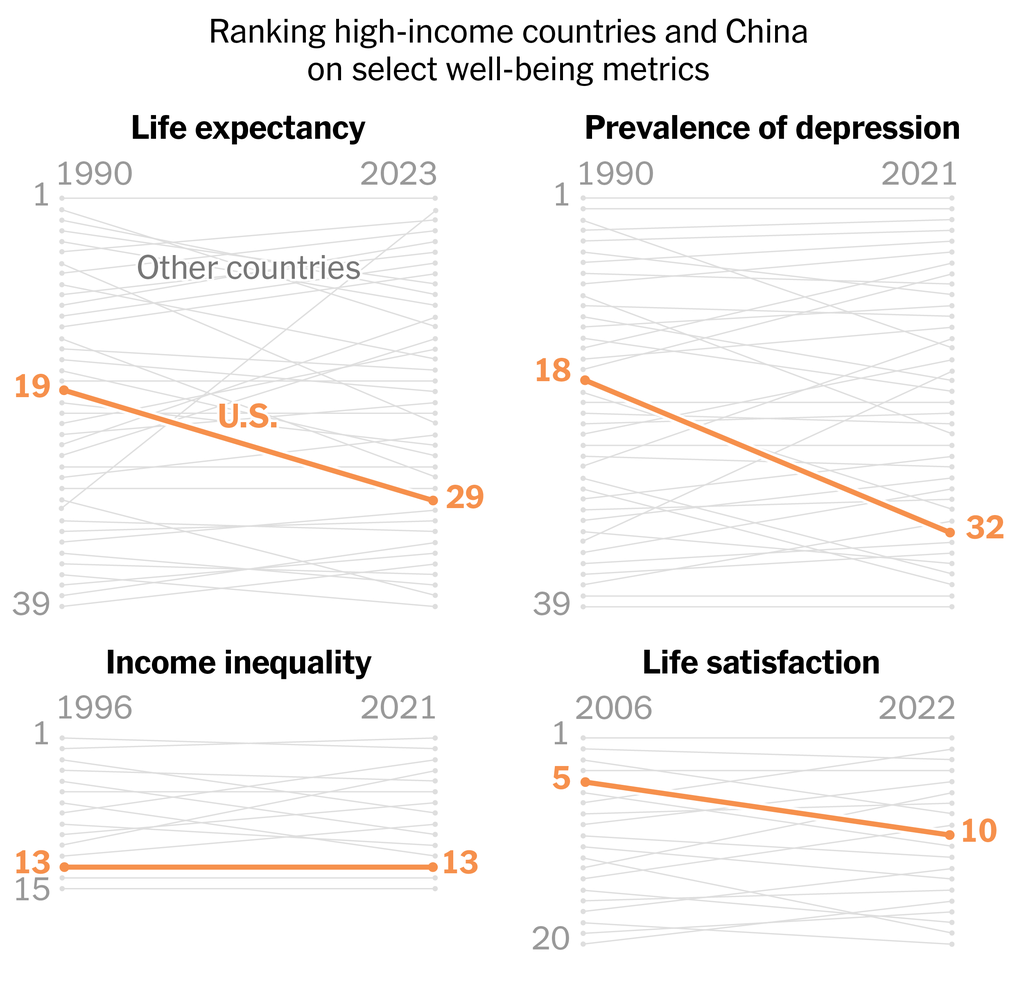 Ranking high-income countries and China
on select well-being metrics
Life expectancy
1990 2023
1
Other countries
19
U.S.
29
39
Prevalence of depression
1990 2021
1
18
32
39
Income inequality
1996 2021
1
13 13
15
Life satisfaction
2006 2022
1
5
10
20